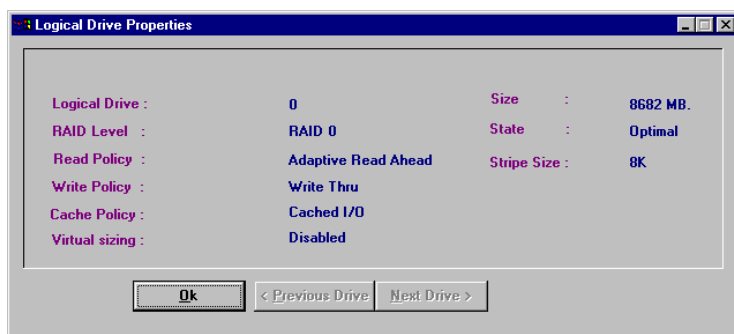 Logical Drive Properties
Logical Drive : 0
RAID Level : RAID 0
Read Policy : Adaptive Read Ahead
Write Policy : Write Thru
Cache Policy : Cached I/O
Virtual sizing : Disabled
Size : 8682 MB.
State : Optimal
Stripe Size : 8K
Ok
< Previous Drive
Next Drive >